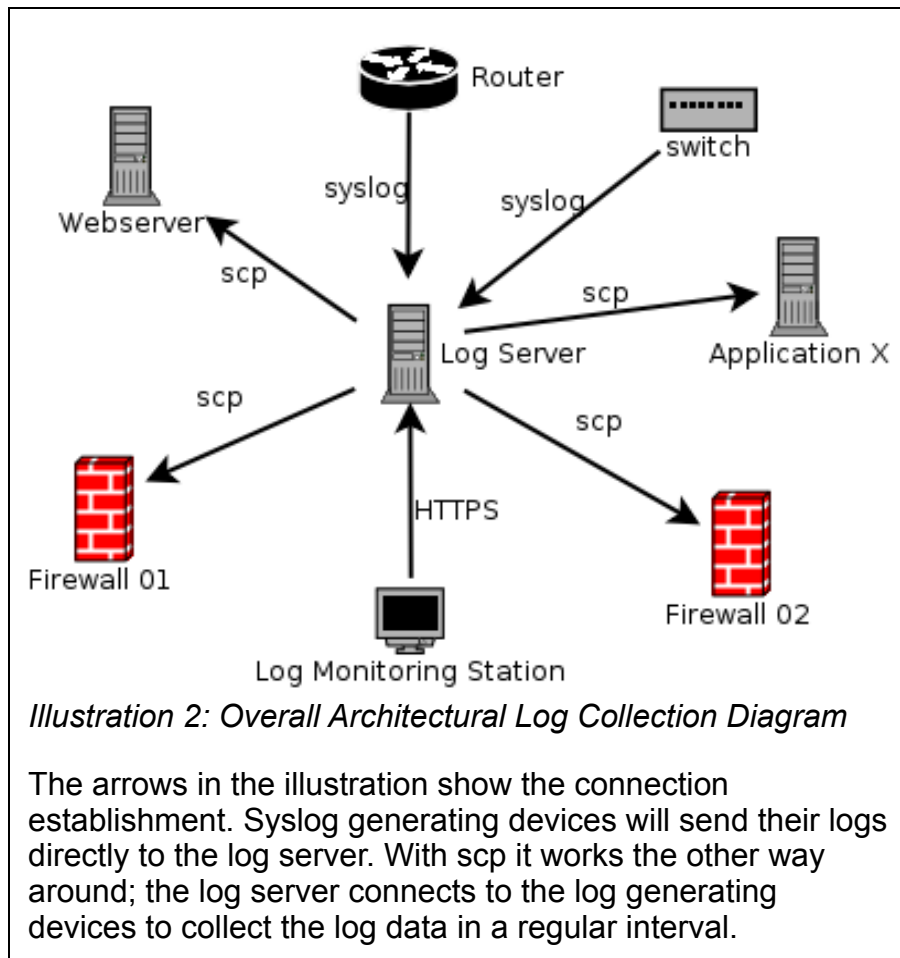 Router
switch
syslog
syslog
Webserver
scp
scp
Log Server
Application X
scp
scp
HTTPS
Firewall 01
Firewall 02
Log Monitoring Station
Illustration 2: Overall Architectural Log Collection Diagram
The arrows in the illustration show the connection
establishment. Syslog generating devices will send their logs
directly to the log server. With scp it works the other way
around; the log server connects to the log generating
devices to collect the log data in a regular interval.